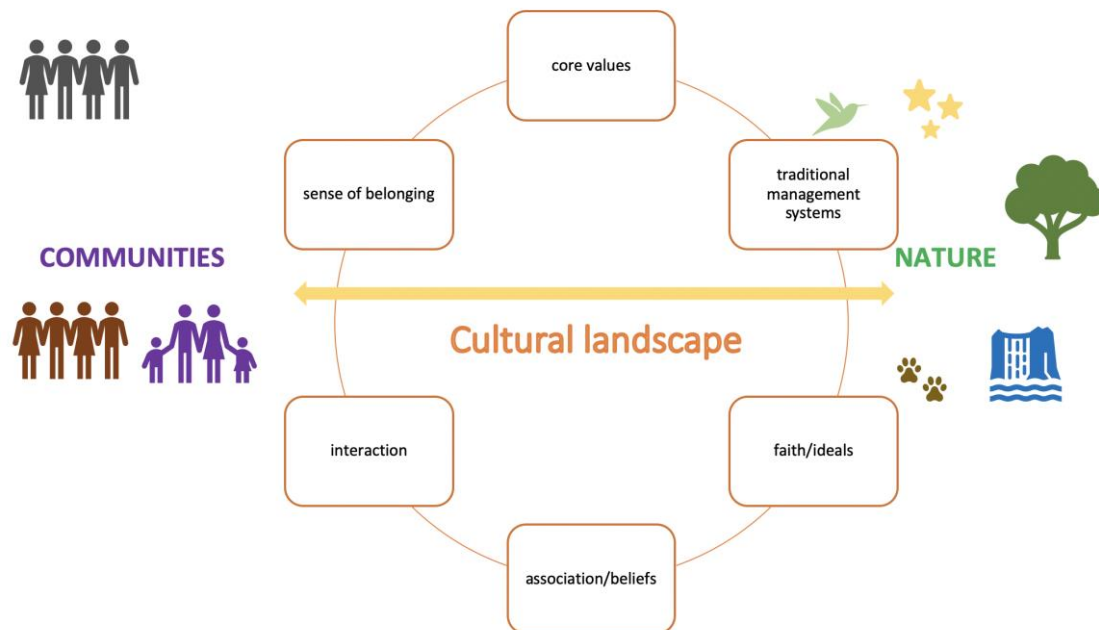 core values
sense of belonging
traditional
management
systems
COMMUNITIES
NATURE
Cultural landscape
interaction
faith/ideals
association/beliefs